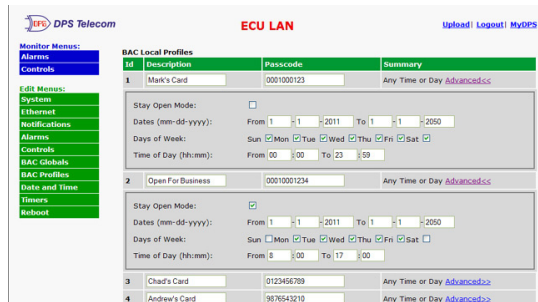 DPS DPS Telecom
ECU LAN
Upload| Logout| MyDPS
Monitor Menus:
Alarms
Controls
Edit Menus:
System
Ethernet
Notifications
Alarms
Controls
BAC Globals
BAC Profiles
Date and Time
Timers
Reboot
BAC Local Profiles
Id Description Passcode Summary
1 Mark's Card 0001000123 Any Time or Day Advanced<<
Stay Open Mode:
Dates (mm-dd-yyyy): From 1 - 1 - 2011 To 1 - 1 - 2050
Days of Week: Sun Mon Tue Wed Thu Fri Sat
Time of Day (hh:mm): From 00 : 00 To 23 : 59
2 Open For Business 00010001234 Any Time or Day Advanced<<
Stay Open Mode:
Dates (mm-dd-yyyy): From 1 - 1 - 2011 To 1 - 1 - 2050
Days of Week: Sun Mon Tue Wed Thu Fri Sat
Time of Day (hh:mm): From 8 : 00 To 17 : 00
3 Chad's Card 0123456789 Any Time or Day Advanced>>
4 Andrew's Card 9876543210 Any Time or Day Advanced>>